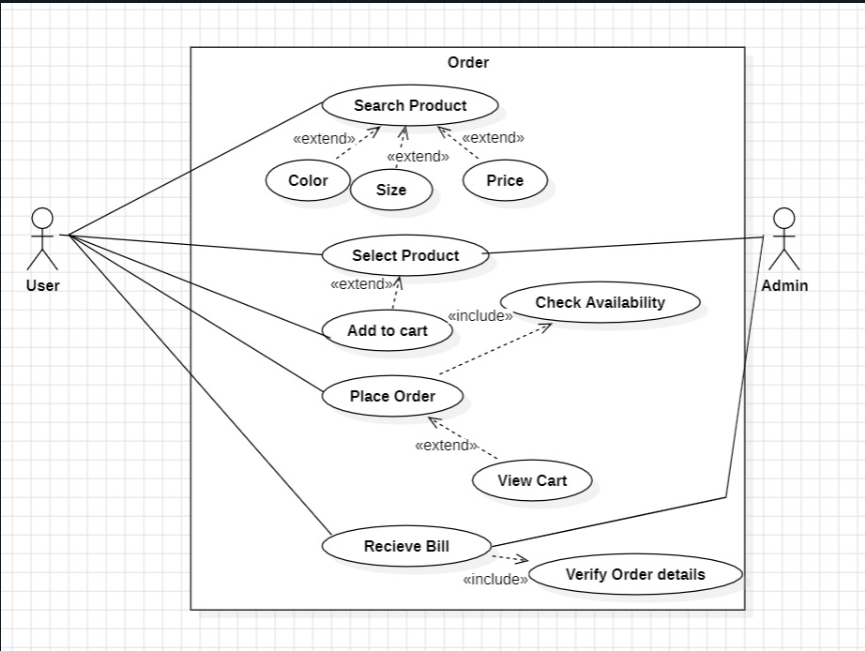 Order
Search Product
«extend»
«extend»
«extend»
Color
Size
Price
User
Admin
Select Product
«extend»
Check Availability
«include»
Add to cart
Place Order
«extend»
View Cart
Recieve Bill
«include»
Verify Order details